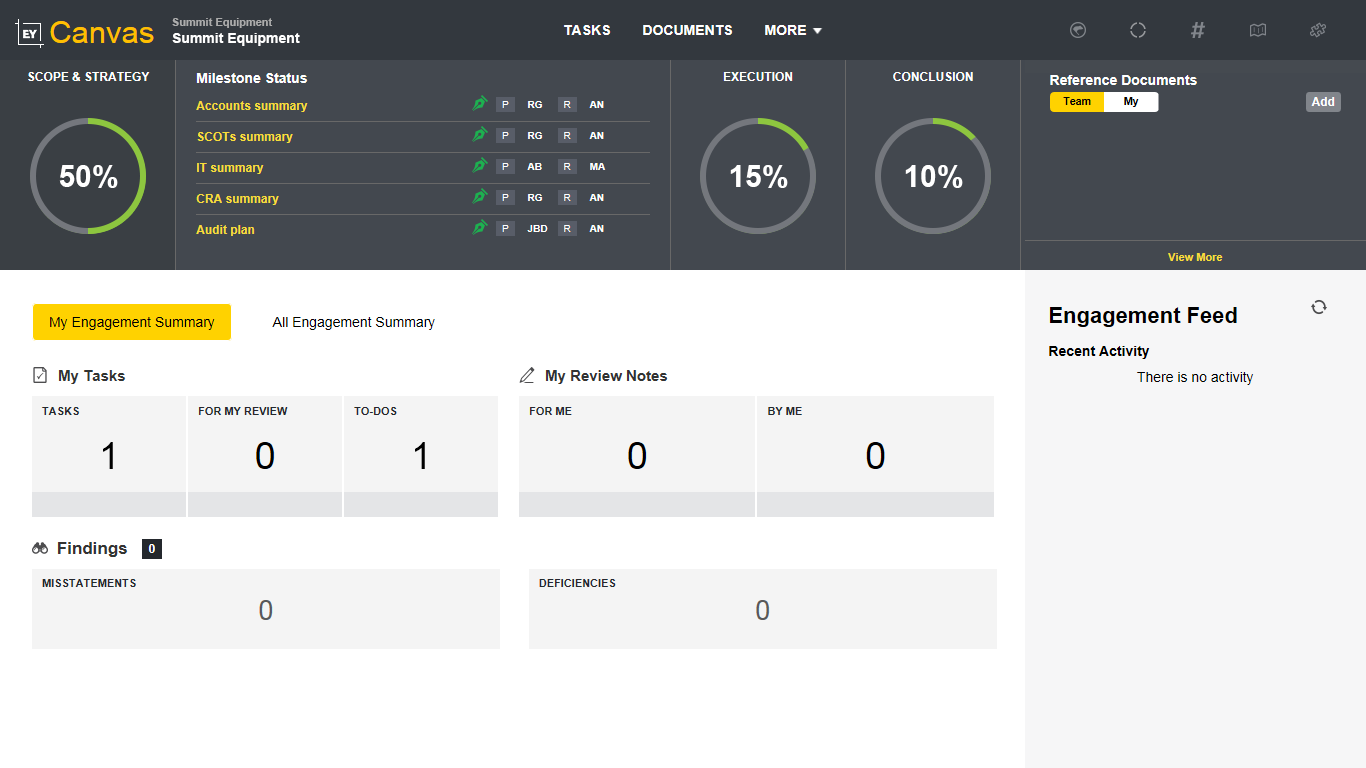 EY Canvas
Summit Equipment
Summit Equipment
TASKS DOCUMENTS MORE
#
SCOPE & STRATEGY
50%
Milestone Status
Accounts summary P RG R AN
SCOTs summary P RG R AN
IT summary P AB R MA
CRA summary P RG R AN
Audit plan P JBD R AN
EXECUTION
15%
CONCLUSION
10%
Reference Documents
Team My Add
View More
My Engagement Summary All Engagement Summary
My Tasks
TASKS FOR MY REVIEW TO-DOS
1 0 1
My Review Notes
FOR ME BY ME
0 0
Findings 0
MISSTATEMENTS
0
DEFICIENCIES
0
Engagement Feed
Recent Activity
There is no activity